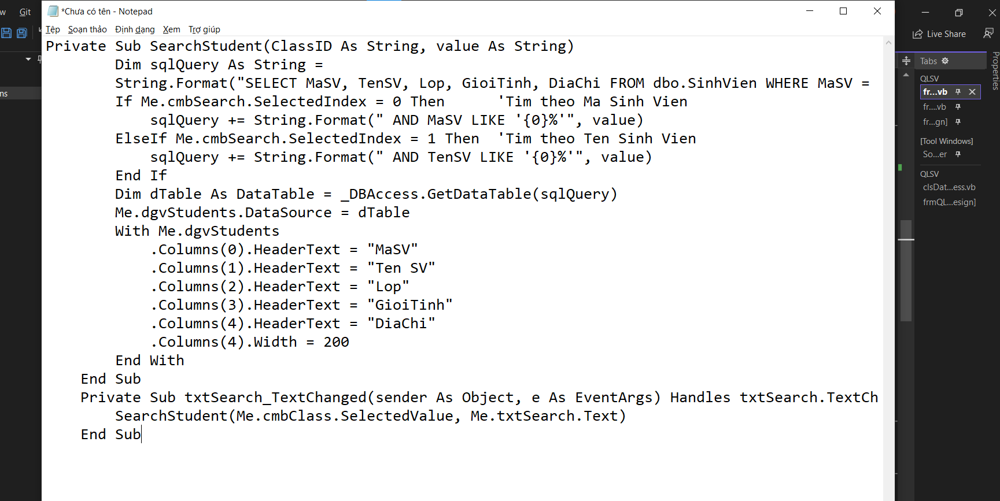 w Git
*Chưa có tên - Notepad
Tệp Soạn thảo Định dạng Xem Trợ giúp
Private Sub SearchStudent(ClassID As String, value As String)
Dim sqlQuery As String =
String.Format("SELECT MaSV, TenSV, Lop, GioiTinh, DiaChi FROM dbo.SinhVien WHERE MaSV =
If Me.cmbSearch.SelectedIndex = 0 Then 'Tim theo Ma Sinh Vien
sqlQuery += String.Format(" AND MaSV LIKE '{0}%'", value)
ElseIf Me.cmbSearch.SelectedIndex = 1 Then 'Tim theo Ten Sinh Vien
sqlQuery += String.Format(" AND TenSV LIKE '{0}%'", value)
End If
Dim dTable As DataTable = _DBAccess.GetDataTable(sqlQuery)
Me.dgvStudents.DataSource = dTable
With Me.dgvStudents
.Columns(0).HeaderText = "MaSV"
.Columns(1).HeaderText = "Ten SV"
.Columns(2).HeaderText = "Lop"
.Columns(3).HeaderText = "GioiTinh"
.Columns(4).HeaderText = "DiaChi"
.Columns(4).Width = 200
End With
End Sub
Private Sub txtSearch_TextChanged(sender As Object, e As EventArgs) Handles txtSearch.TextCh
SearchStudent(Me.cmbClass.SelectedValue, Me.txtSearch.Text)
End Sub
ns
Live Share
Tabs
QLSV
fr...vb
fr....vb
fr...gn]
[Tool Windows]
So...er
QLSV
clsDat...ess.vb
frmQL...esign]
Properties